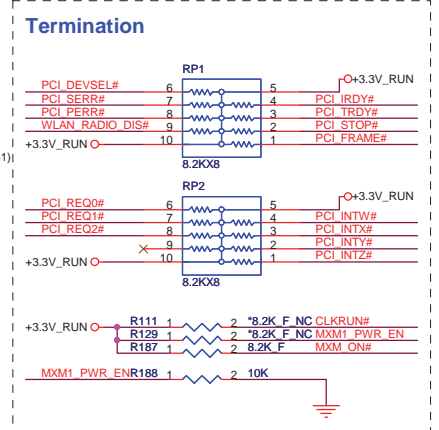 Termination
RP1
+3.3V_RUN
PCI_DEVSEL# 6 5
PCI_SERR# 7 4 PCI_IRDY#
PCI_PERR# 8 3 PCI_TRDY#
WLAN_RADIO_DIS# 9 2 PCI_STOP#
+3.3V_RUN 10 1 PCI_FRAME#
1)
8.2KX8
RP2
+3.3V_RUN
PCI_REQ0# 6 5
PCI_REQ1# 7 4 PCI_INTW#
PCI_REQ2# 8 3 PCI_INTX#
9 2 PCI_INTY#
+3.3V_RUN 10 1 PCI_INTZ#
8.2KX8
+3.3V_RUN R111 1 2 *8.2K_F_NC CLKRUN#
R129 1 2 *8.2K_F_NC MXM1_PWR_EN
R187 1 2 8.2K_F MXM_ON#
MXM1_PWR_EN R188 1 2 10K